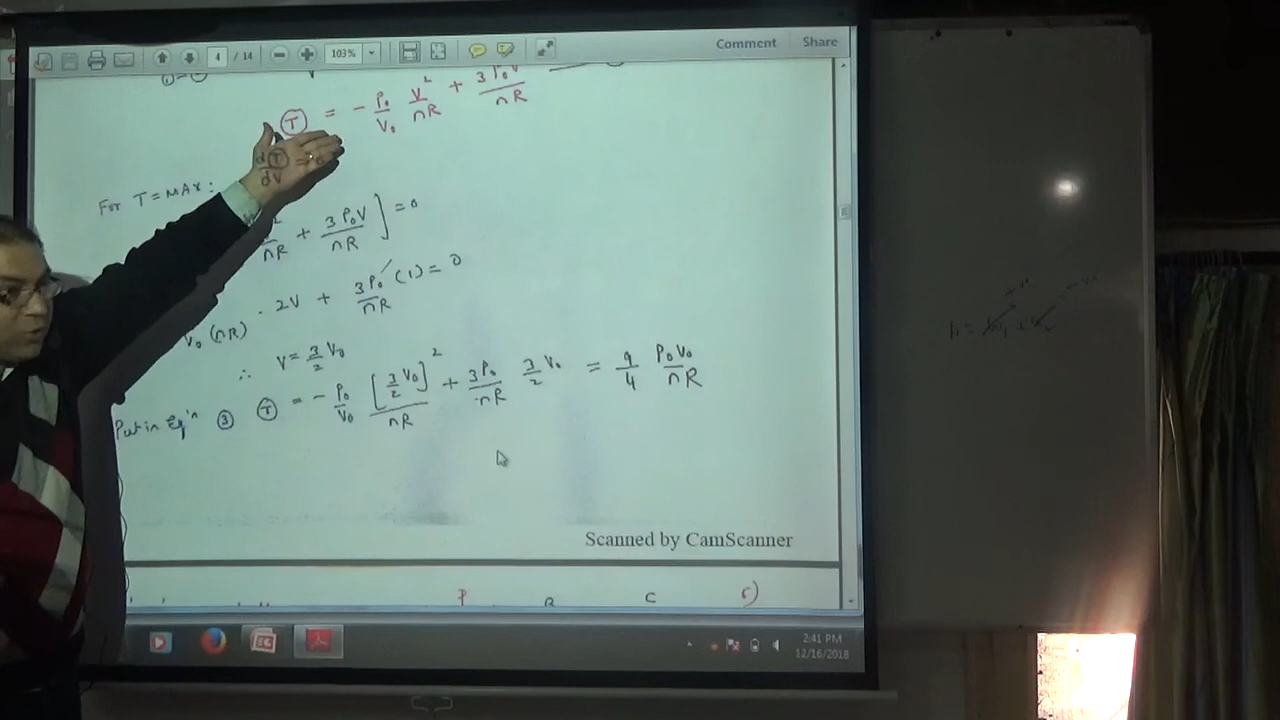 4 / 14 103% Comment Share
T = - P₀/V₀ V²/nR + 3P₀V/nR
dT/dV =
For T = MAX:
nR + 3P₀V/nR ] = 0
V₀(nR) · 2V + 3P₀/nR (1) = 0
∴ V = 3/2 V₀
Put in Eq'n ③ T = - P₀/V₀ [3/2 V₀]²/nR + 3P₀/nR 3/2 V₀ = 9/4 P₀V₀/nR
Scanned by CamScanner
P B C r)
2:41 PM
12/16/2018